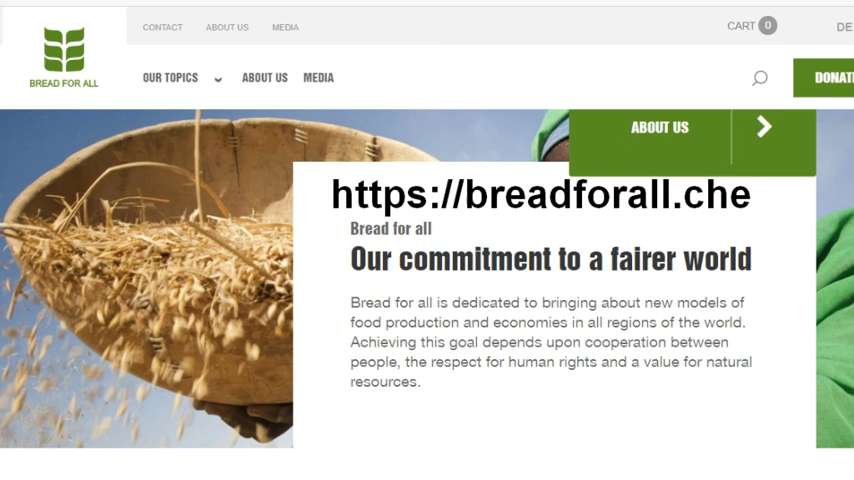 CONTACT ABOUT US MEDIA CART 0 DE
BREAD FOR ALL
OUR TOPICS ABOUT US MEDIA DONATE
ABOUT US
https://breadforall.che
Bread for all
Our commitment to a fairer world
Bread for all is dedicated to bringing about new models of
food production and economies in all regions of the world.
Achieving this goal depends upon cooperation between
people, the respect for human rights and a value for natural
resources.